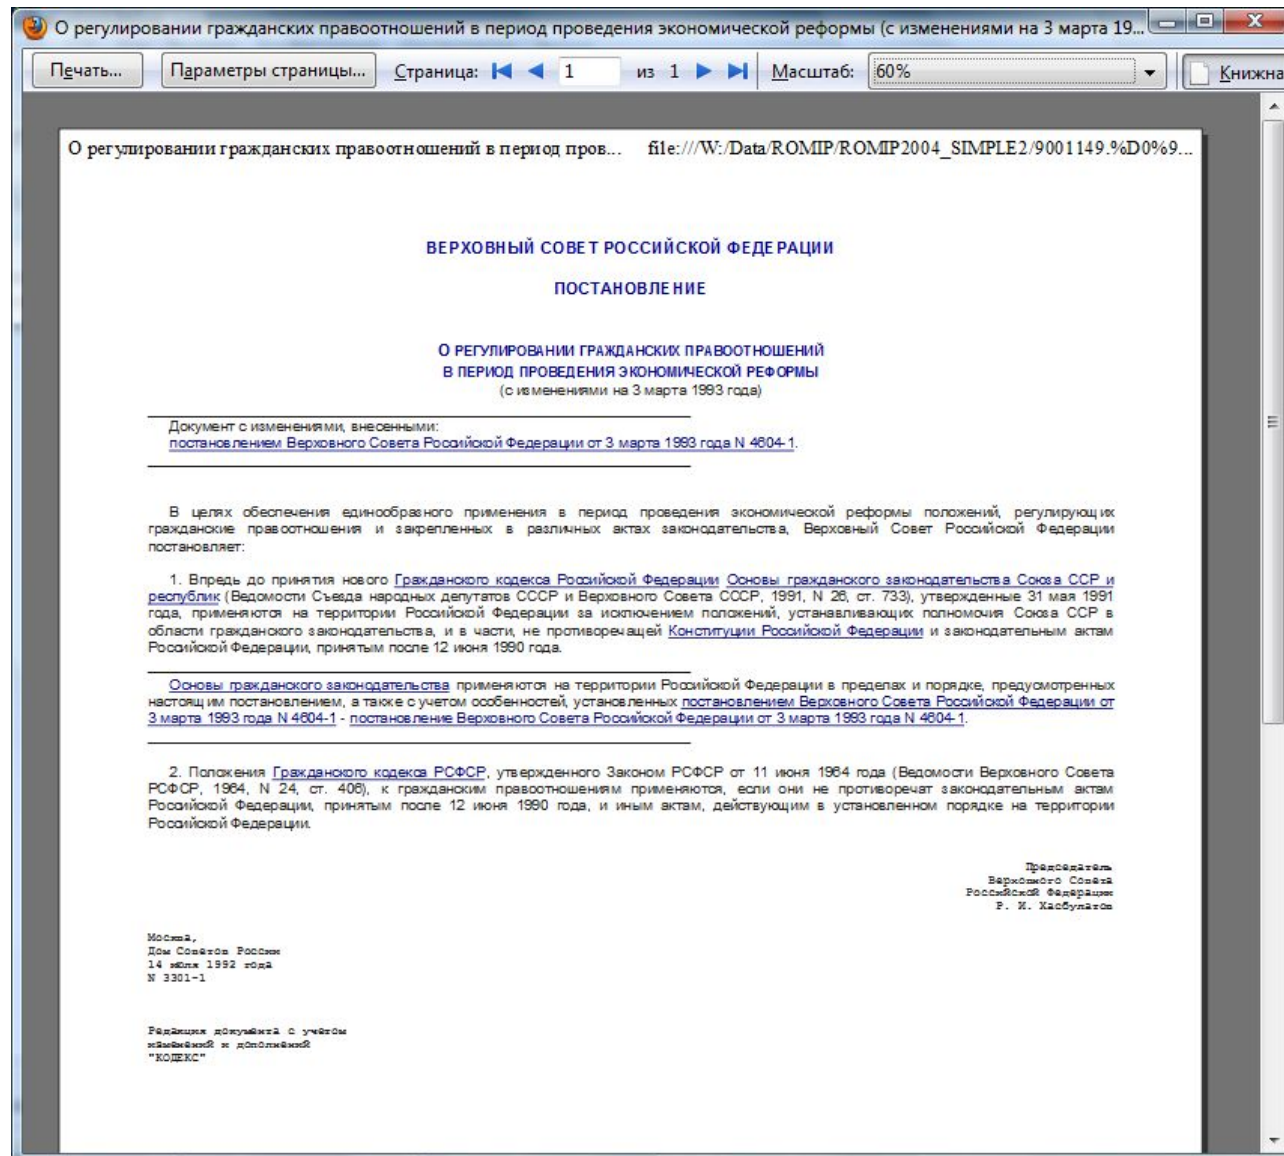 О регулировании гражданских правоотношений в период проведения экономической реформы (с изменениями на 3 марта 19...
Печать... Параметры страницы... Страница: 1 из 1 Масштаб: 60% Книжна
О регулировании гражданских правоотношений в период пров... file:///W:/Data/ROMIP/ROMIP2004_SIMPLE2/9001149.%D0%9...
ВЕРХОВНЫЙ СОВЕТ РОССИЙСКОЙ ФЕДЕРАЦИИ
ПОСТАНОВЛЕНИЕ
О РЕГУЛИРОВАНИИ ГРАЖДАНСКИХ ПРАВООТНОШЕНИЙ
В ПЕРИОД ПРОВЕДЕНИЯ ЭКОНОМИЧЕСКОЙ РЕФОРМЫ
(с изменениями на 3 марта 1993 года)
Документ с изменениями, внесенными:
постановлением Верховного Совета Российской Федерации от 3 марта 1993 года N 4604-1.
В целях обеспечения единообразного применения в период проведения экономической реформы положений, регулирующих
гражданские правоотношения и закрепленных в различных актах законодательства, Верховный Совет Российской Федерации
постановляет:
1. Впредь до принятия нового Гражданского кодекса Российской Федерации Основы гражданского законодательства Союза ССР и
республик (Ведомости Съезда народных депутатов СССР и Верховного Совета СССР, 1991, N 26, ст. 733), утвержденные 31 мая 1991
года, применяются на территории Российской Федерации за исключением положений, устанавливающих полномочия Союза ССР в
области гражданского законодательства, и в части, не противоречащей Конституции Российской Федерации и законодательным актам
Российской Федерации, принятым после 12 июня 1990 года.
Основы гражданского законодательства применяются на территории Российской Федерации в пределах и порядке, предусмотренных
настоящим постановлением, а также с учетом особенностей, установленных постановлением Верховного Совета Российской Федерации от
3 марта 1993 года N 4604-1 - постановление Верховного Совета Российской Федерации от 3 марта 1993 года N 4604-1.
2. Положения Гражданского кодекса РСФСР, утвержденного Законом РСФСР от 11 июня 1964 года (Ведомости Верховного Совета
РСФСР, 1964, N 24, ст. 406), к гражданским правоотношениям применяются, если они не противоречат законодательным актам
Российской Федерации, принятым после 12 июня 1990 года, и иным актам, действующим в установленном порядке на территории
Российской Федерации.
Председатель
Верховного Совета
Российской Федерации
Р. И. Хасбулатов
Москва,
Дом Советов России
14 июля 1992 года
N 3301-1
Редакция документа с учетом
изменений и дополнений
"КОДЕКС"